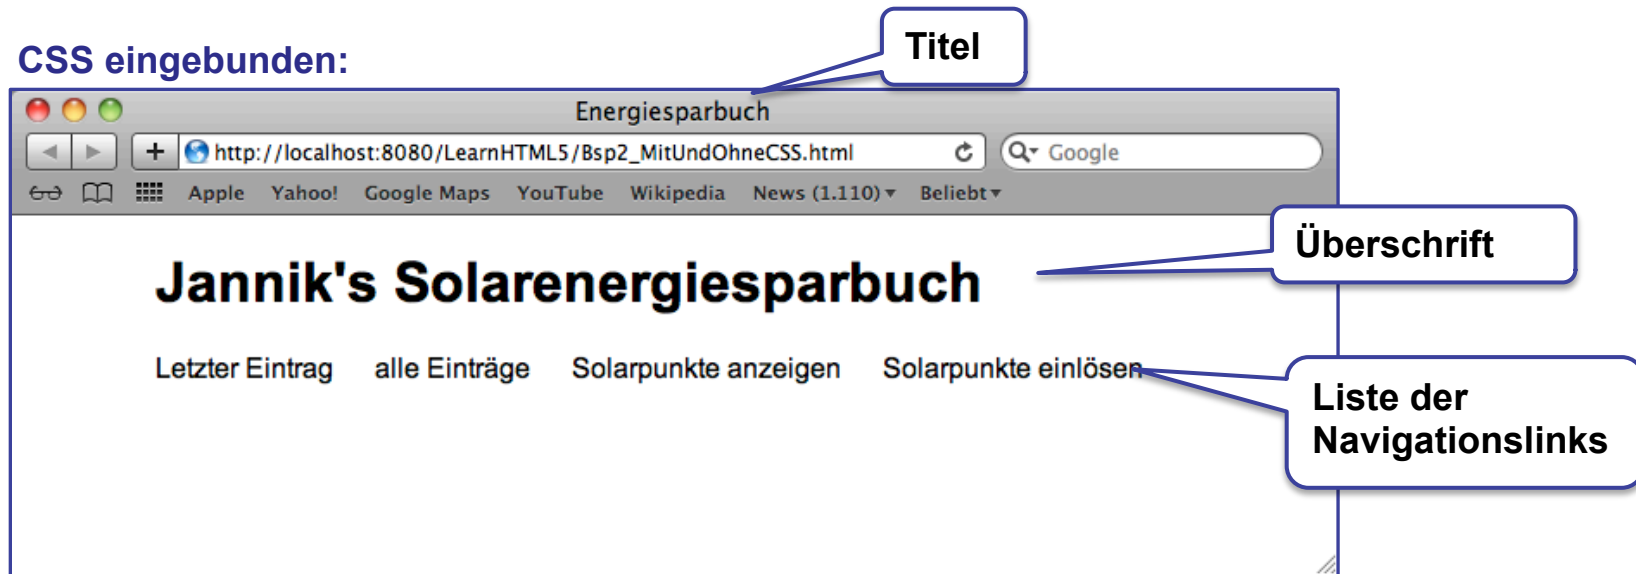 Titel
CSS eingebunden:
Energiesparbuch
http://localhost:8080/LearnHTML5/Bsp2_MitUndOhneCSS.html Google
Apple Yahoo! Google Maps YouTube Wikipedia News (1.110) Beliebt
Überschrift
Jannik's Solarenergiesparbuch
Letzter Eintrag alle Einträge Solarpunkte anzeigen Solarpunkte einlösen
Liste der
Navigationslinks